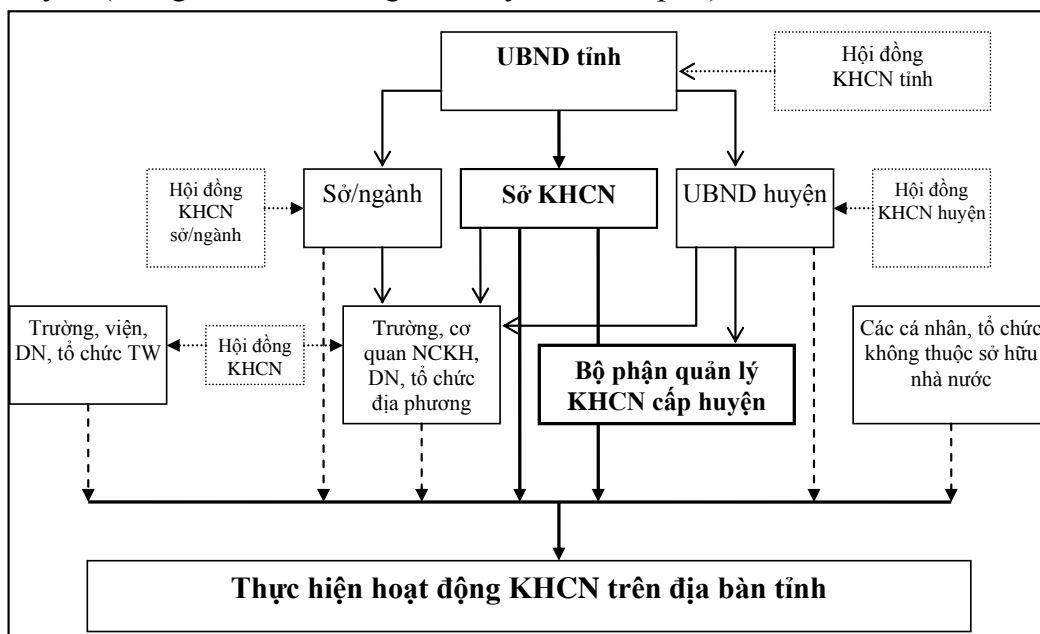 UBND tỉnh
Hội đồng
KHCN tỉnh
Hội đồng
KHCN
sở/ngành
Sở/ngành
Sở KHCN
UBND huyện
Hội đồng
KHCN huyện
Trường, viện,
DN, tổ chức TW
Hội đồng
KHCN
Trường, cơ
quan NCKH,
DN, tổ chức
địa phương
Bộ phận quản lý
KHCN cấp huyện
Các cá nhân, tổ chức
không thuộc sở hữu
nhà nước
Thực hiện hoạt động KHCN trên địa bàn tỉnh